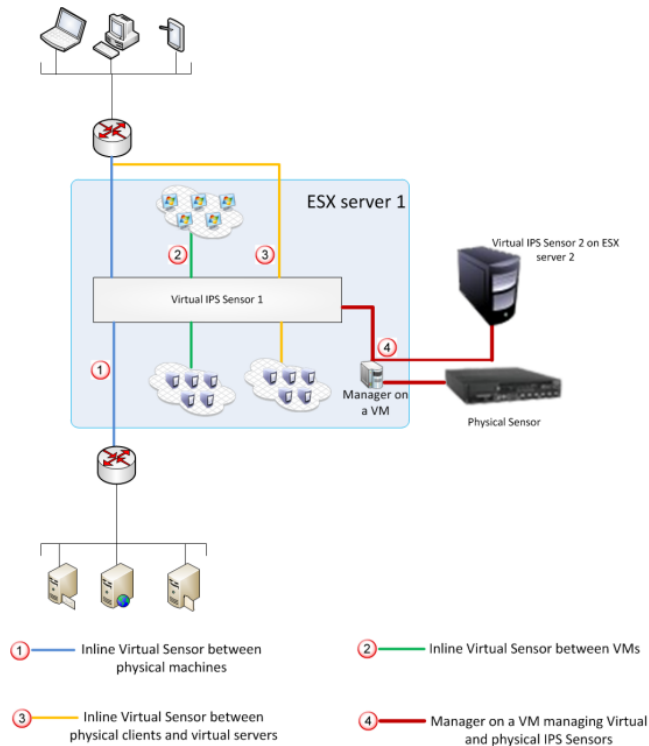 ESX server 1
2
3
Virtual IPS Sensor 2 on ESX
server 2
Virtual IPS Sensor 1
4
1
Manager on
a VM
Physical Sensor
1 Inline Virtual Sensor between
physical machines
2 Inline Virtual Sensor between VMs
3 Inline Virtual Sensor between
physical clients and virtual servers
4 Manager on a VM managing Virtual
and physical IPS Sensors